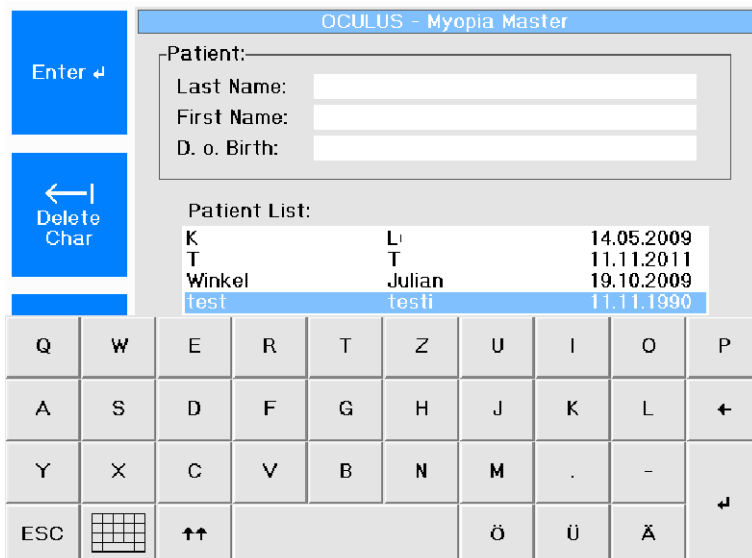 OCULUS - Myopia Master
Enter ↵
Patient:
Last Name:
First Name:
D. o. Birth:
Delete
Char
Patient List:
K 14.05.2009
T T 11.11.2011
Winkel Julian 19.10.2009
test testi 11.11.1990
Q W E R T Z U I O P
A S D F G H J K L ←
Y X C V B N M . -
ESC ↑↑ Ö Ü Ä ↵